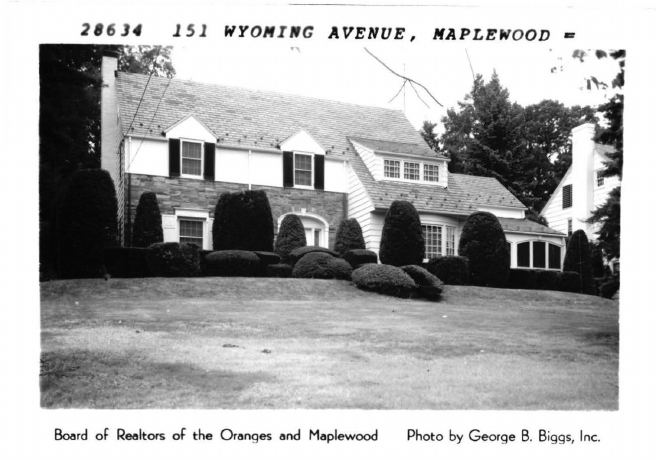 28634 151 WYOMING AVENUE, MAPLEWOOD =
Board of Realtors of the Oranges and Maplewood Photo by George B. Biggs, Inc.